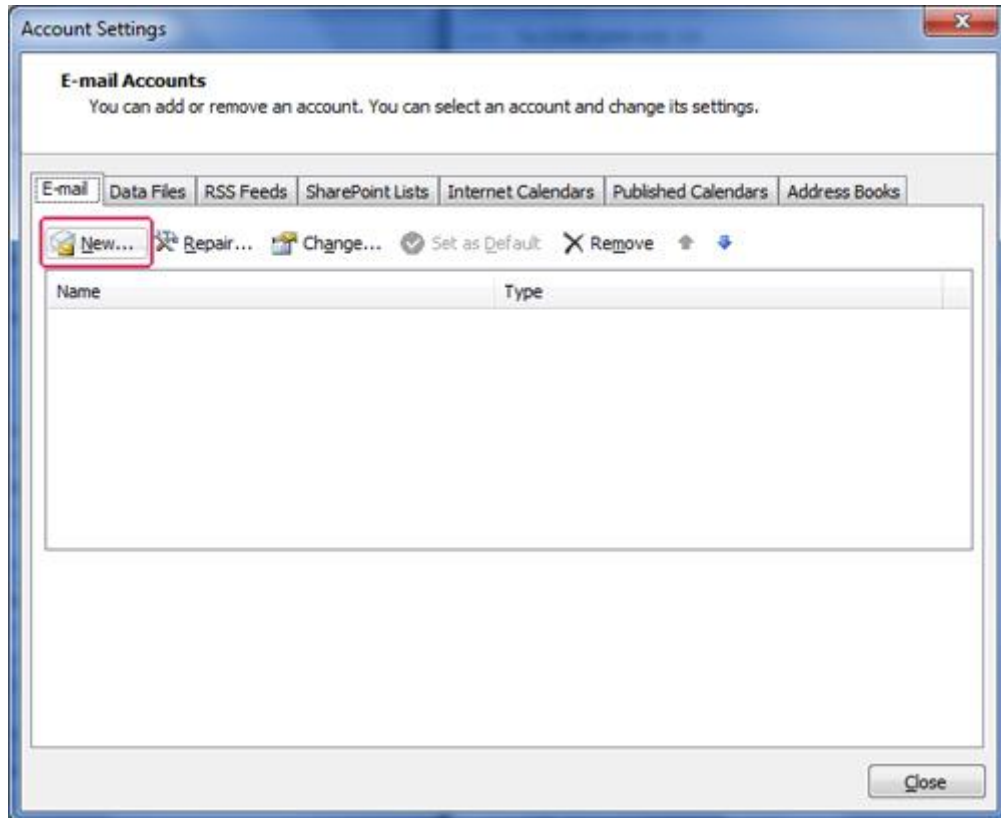 Account Settings
E-mail Accounts
You can add or remove an account. You can select an account and change its settings.
E-mail Data Files RSS Feeds SharePoint Lists Internet Calendars Published Calendars Address Books
New... Repair... Change... Set as Default Remove
Name Type
Close